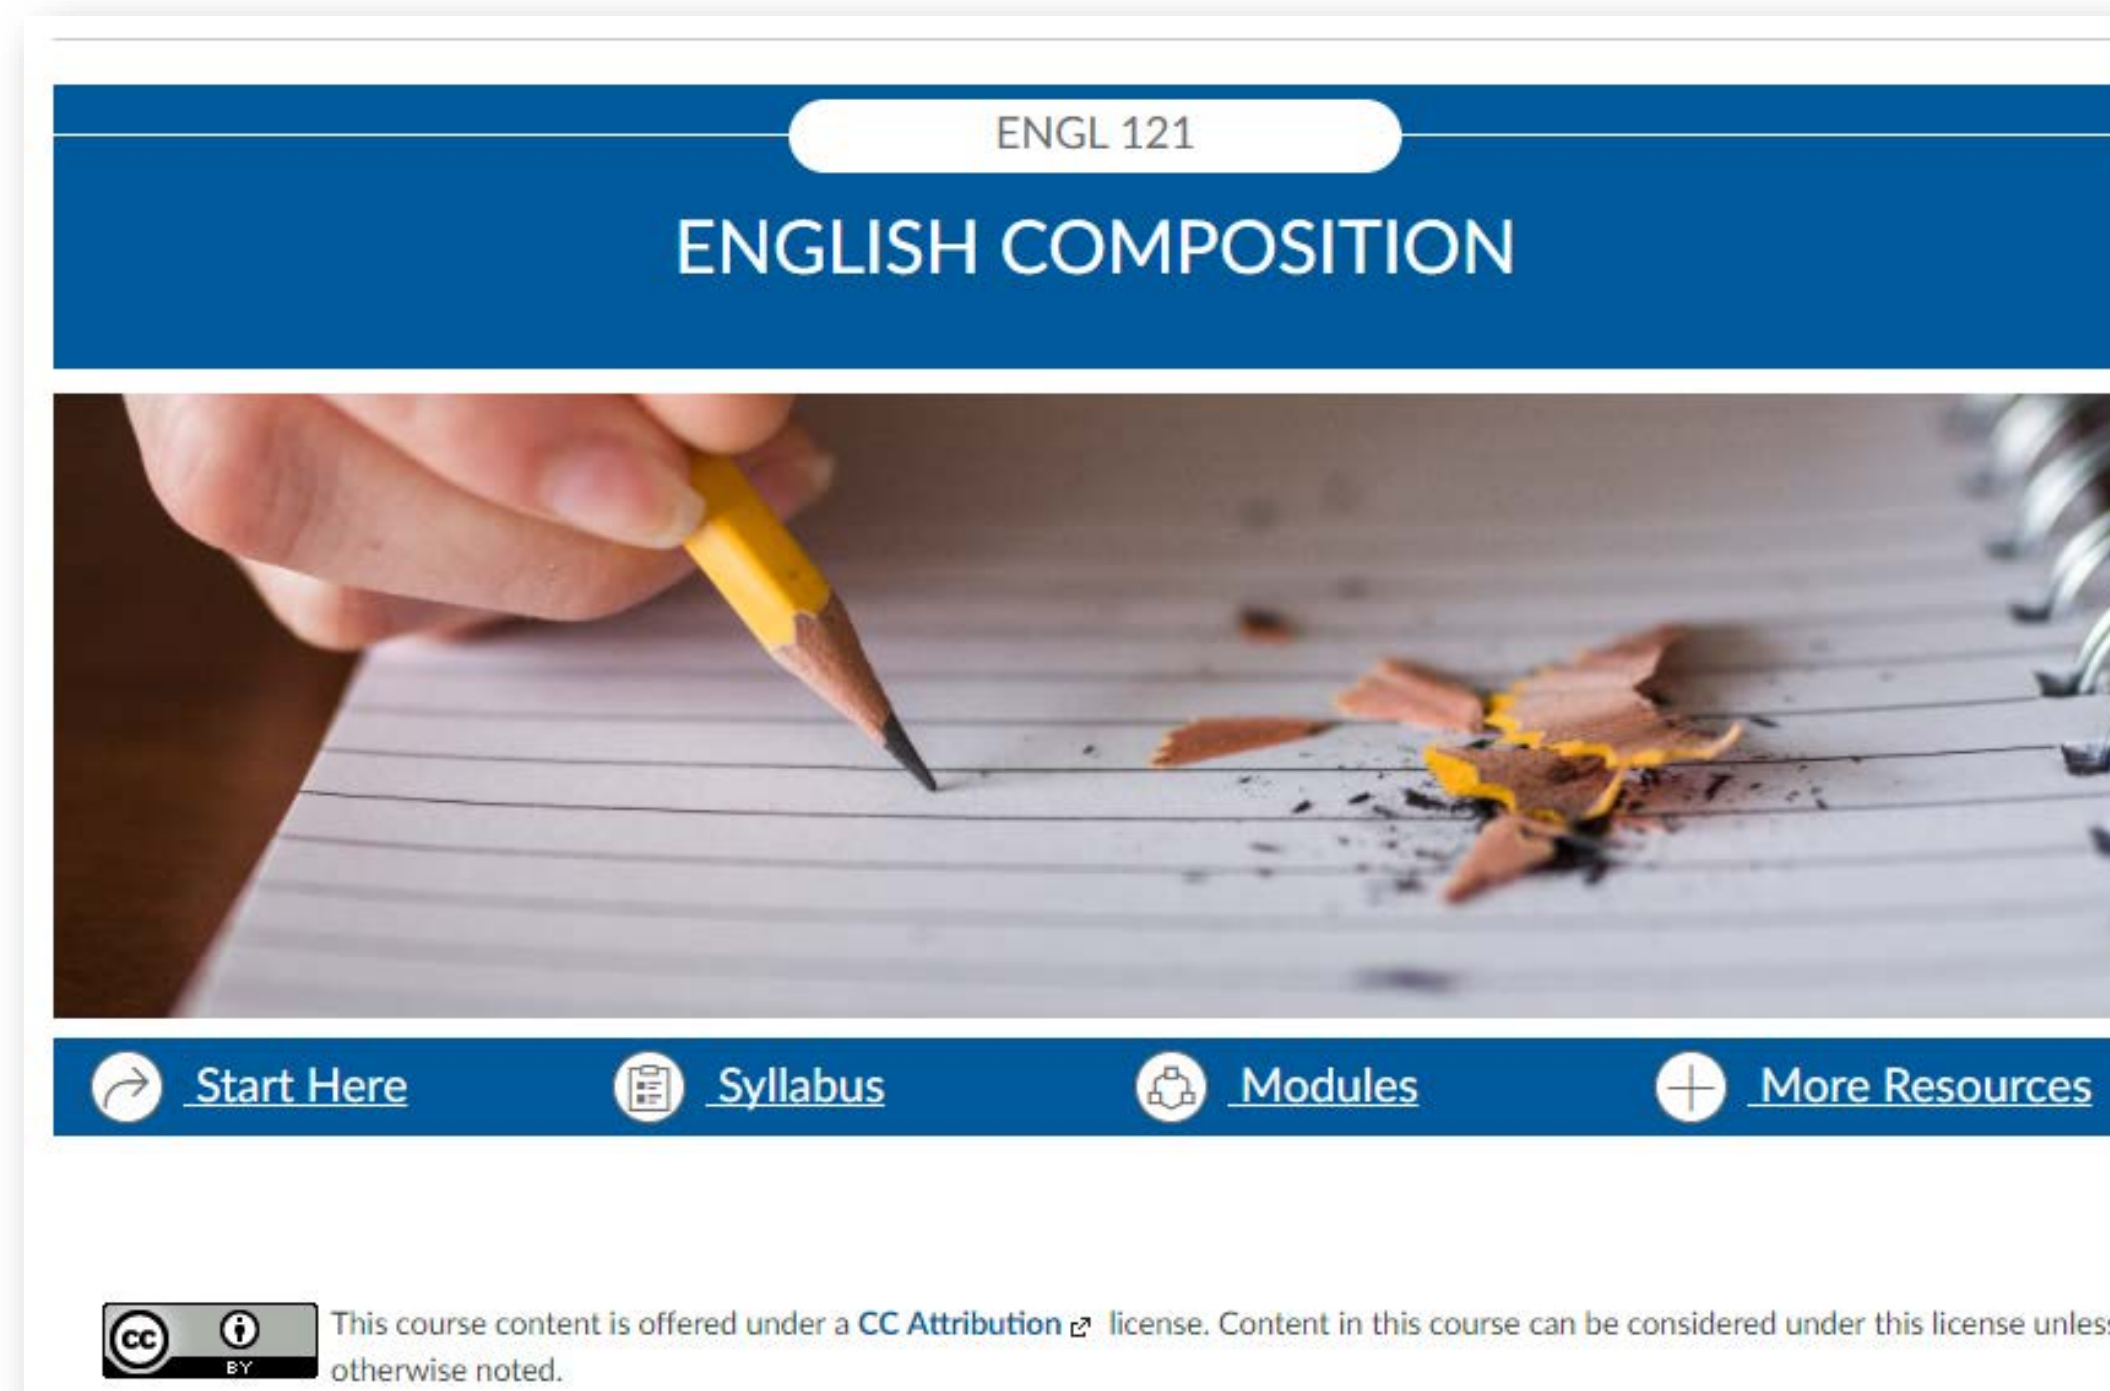 ENGL 121
ENGLISH COMPOSITION
Start Here
Syllabus
Modules
More Resources
cc
BY
This course content is offered under a CC Attribution license. Content in this course can be considered under this license unless
otherwise noted.